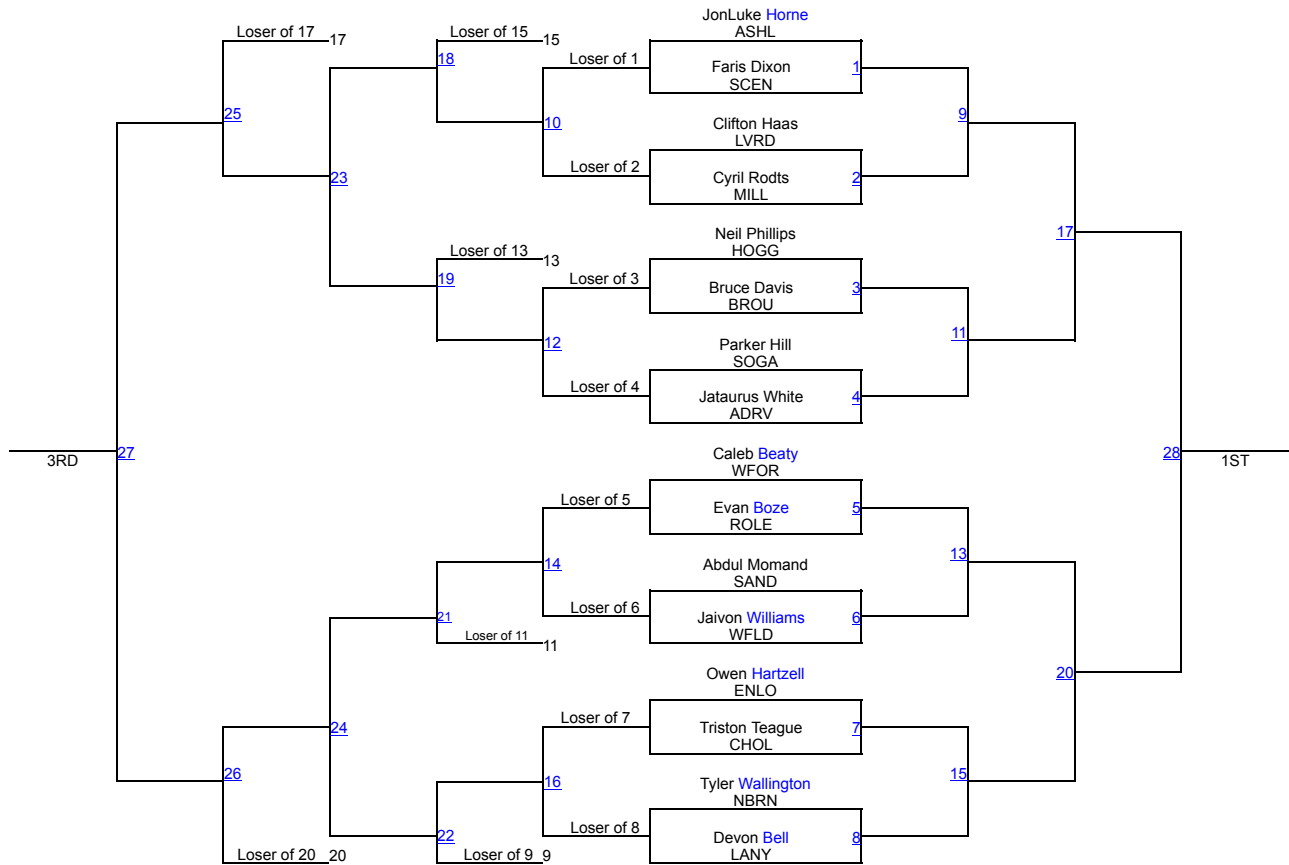 JonLuke Horne
Loser of 17 17
Loser of 15 15
ASHL
18
Loser of 1
Faris Dixon
1
SCEN
25
10
Clifton Haas
9
LVRD
Loser of 2
23
Cyril Rodts
2
MILL
Neil Phillips
17
HOGG
Loser of 13 13
19
Loser of 3
Bruce Davis
3
BROU
12
Parker Hill
11
SOGA
Loser of 4
Jataurus White
4
ADRV
3RD
27
Caleb Beaty
28
1ST
WFOR
Loser of 5
Evan Boze
5
ROLE
14
Abdul Momand
13
SAND
21
Loser of 6
Jaivon Williams
6
WFLD
Loser of 11 11
Owen Hartzell
20
ENLO
24
Loser of 7
Triston Teague
7
CHOL
26
16
Tyler Wallington
15
NBRN
22
Loser of 8
Devon Bell
8
LANY
Loser of 20 20
Loser of 9 9